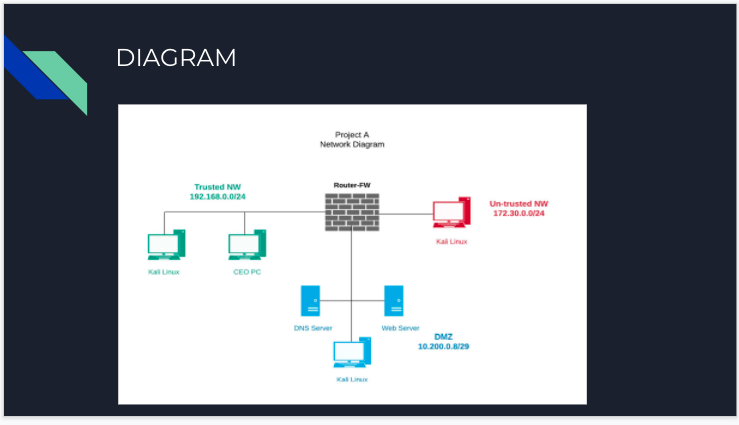 DIAGRAM
Project A
Network Diagram
Trusted NW
192.168.0.0/24
Router-FW
Un-trusted NW
172.30.0.0/24
Kali Linux
Kali Linux
CEO PC
DNS Server
Web Server
DMZ
10.200.0.8/29
Kali Linux